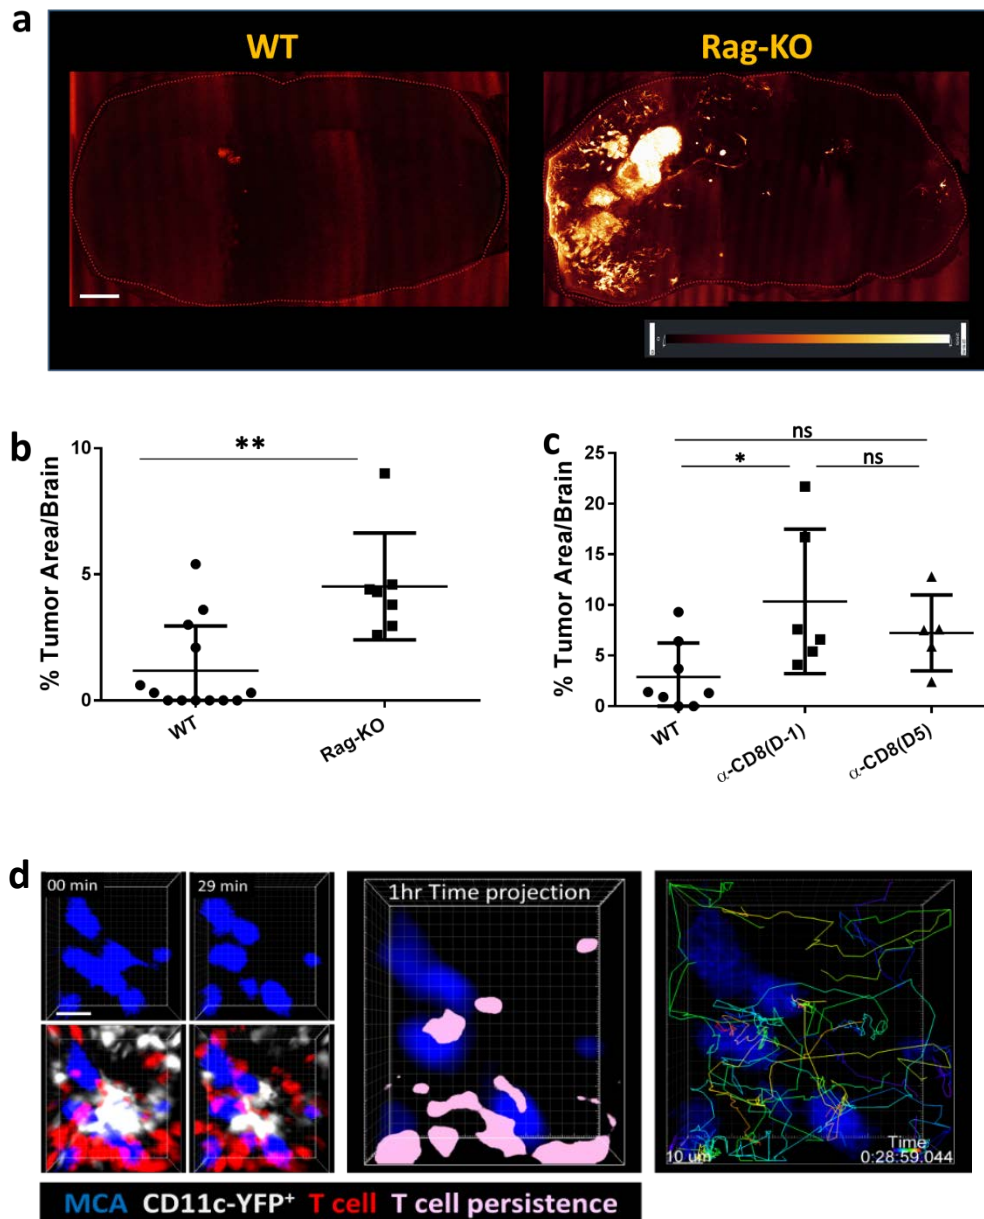 a
WT
Rag-KO
b
**
10
5
0
% Tumor Area/Brain
WT
Rag-KO
c
ns
*
ns
25
20
15
10
5
0
% Tumor Area/Brain
WT
α-CD8(D-1)
α-CD8(D5)
d
00 min
29 min
1hr Time projection
10 um
Time
0:28:59.044
MCA CD11c-YFP⁺ T cell T cell persistence